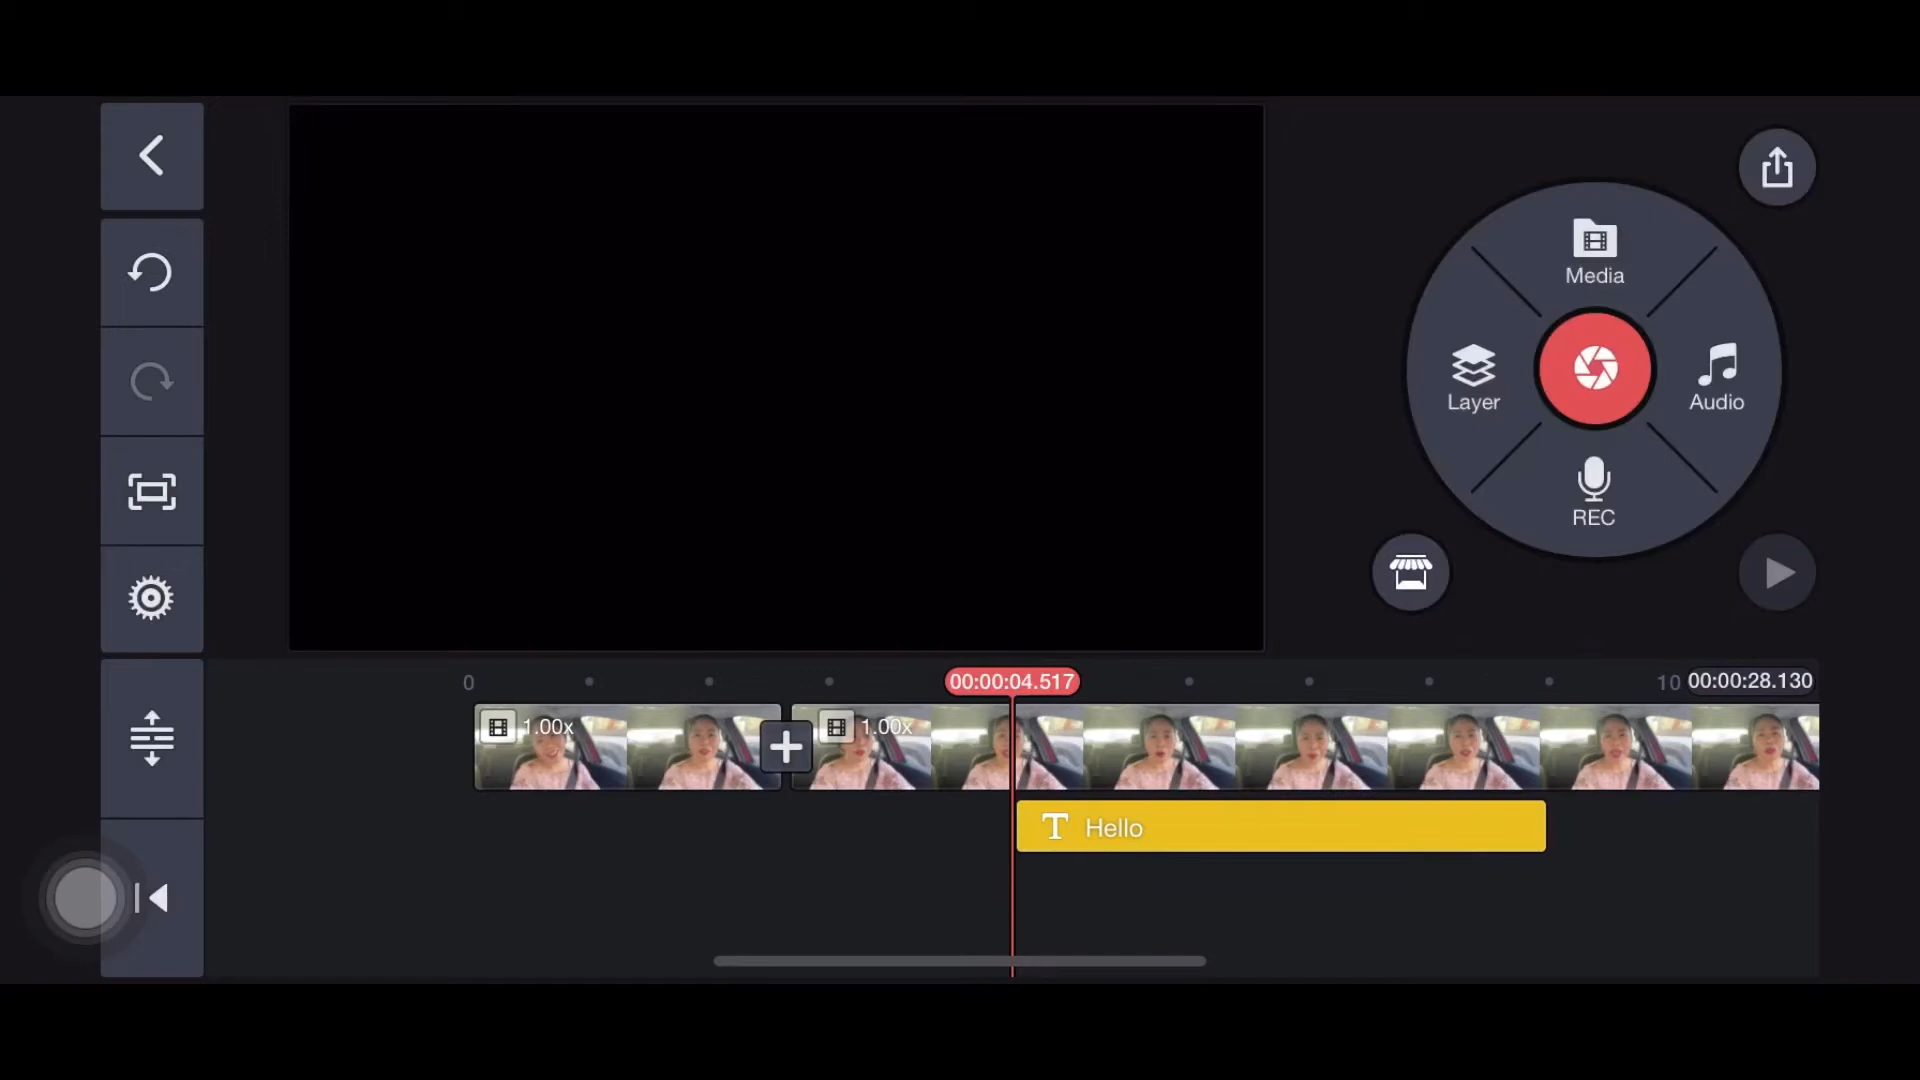 Media
Layer
Audio
REC
0
00:00:04.517
10
00:00:28.130
1.00x
1.00x
T Hello